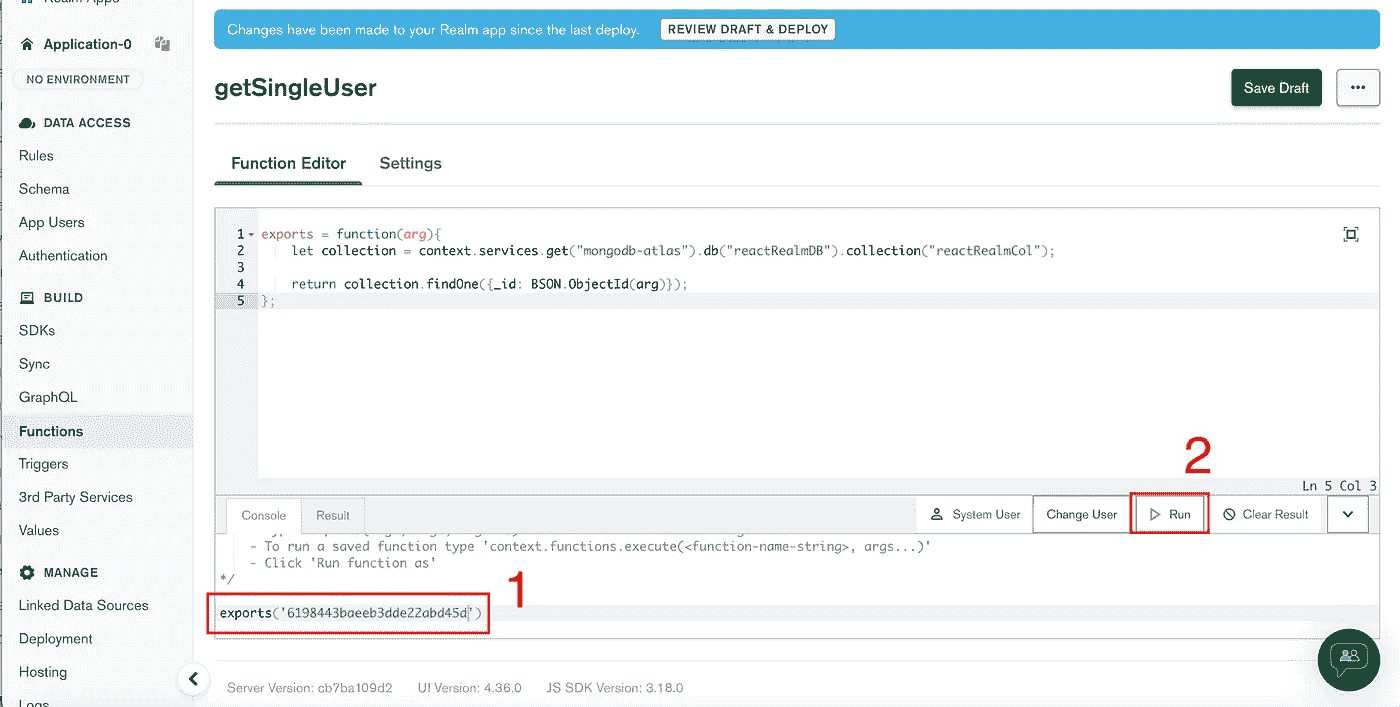 Realm Apps
Changes have been made to your Realm app since the last deploy. REVIEW DRAFT & DEPLOY
Application-0
NO ENVIRONMENT
getSingleUser
Save Draft
DATA ACCESS
Rules
Schema
App Users
Authentication
BUILD
SDKs
Sync
GraphQL
Functions
Triggers
3rd Party Services
Values
MANAGE
Linked Data Sources
Deployment
Hosting
Logs
Function Editor Settings
1 exports = function(arg){
2 let collection = context.services.get("mongodb-atlas").db("reactRealmDB").collection("reactRealmCol");
3
4 return collection.findOne({_id: BSON.ObjectId(arg)});
5 };
Ln 5 Col 3
2
Console Result System User Change User Run Clear Result
- To run a saved function type 'context.functions.execute(<function-name-string>, args...)'
- Click 'Run function as'
*/
1
exports('6198443baeeb3dde22abd45d')
Server Version: cb7ba109d2 UI Version: 4.36.0 JS SDK Version: 3.18.0